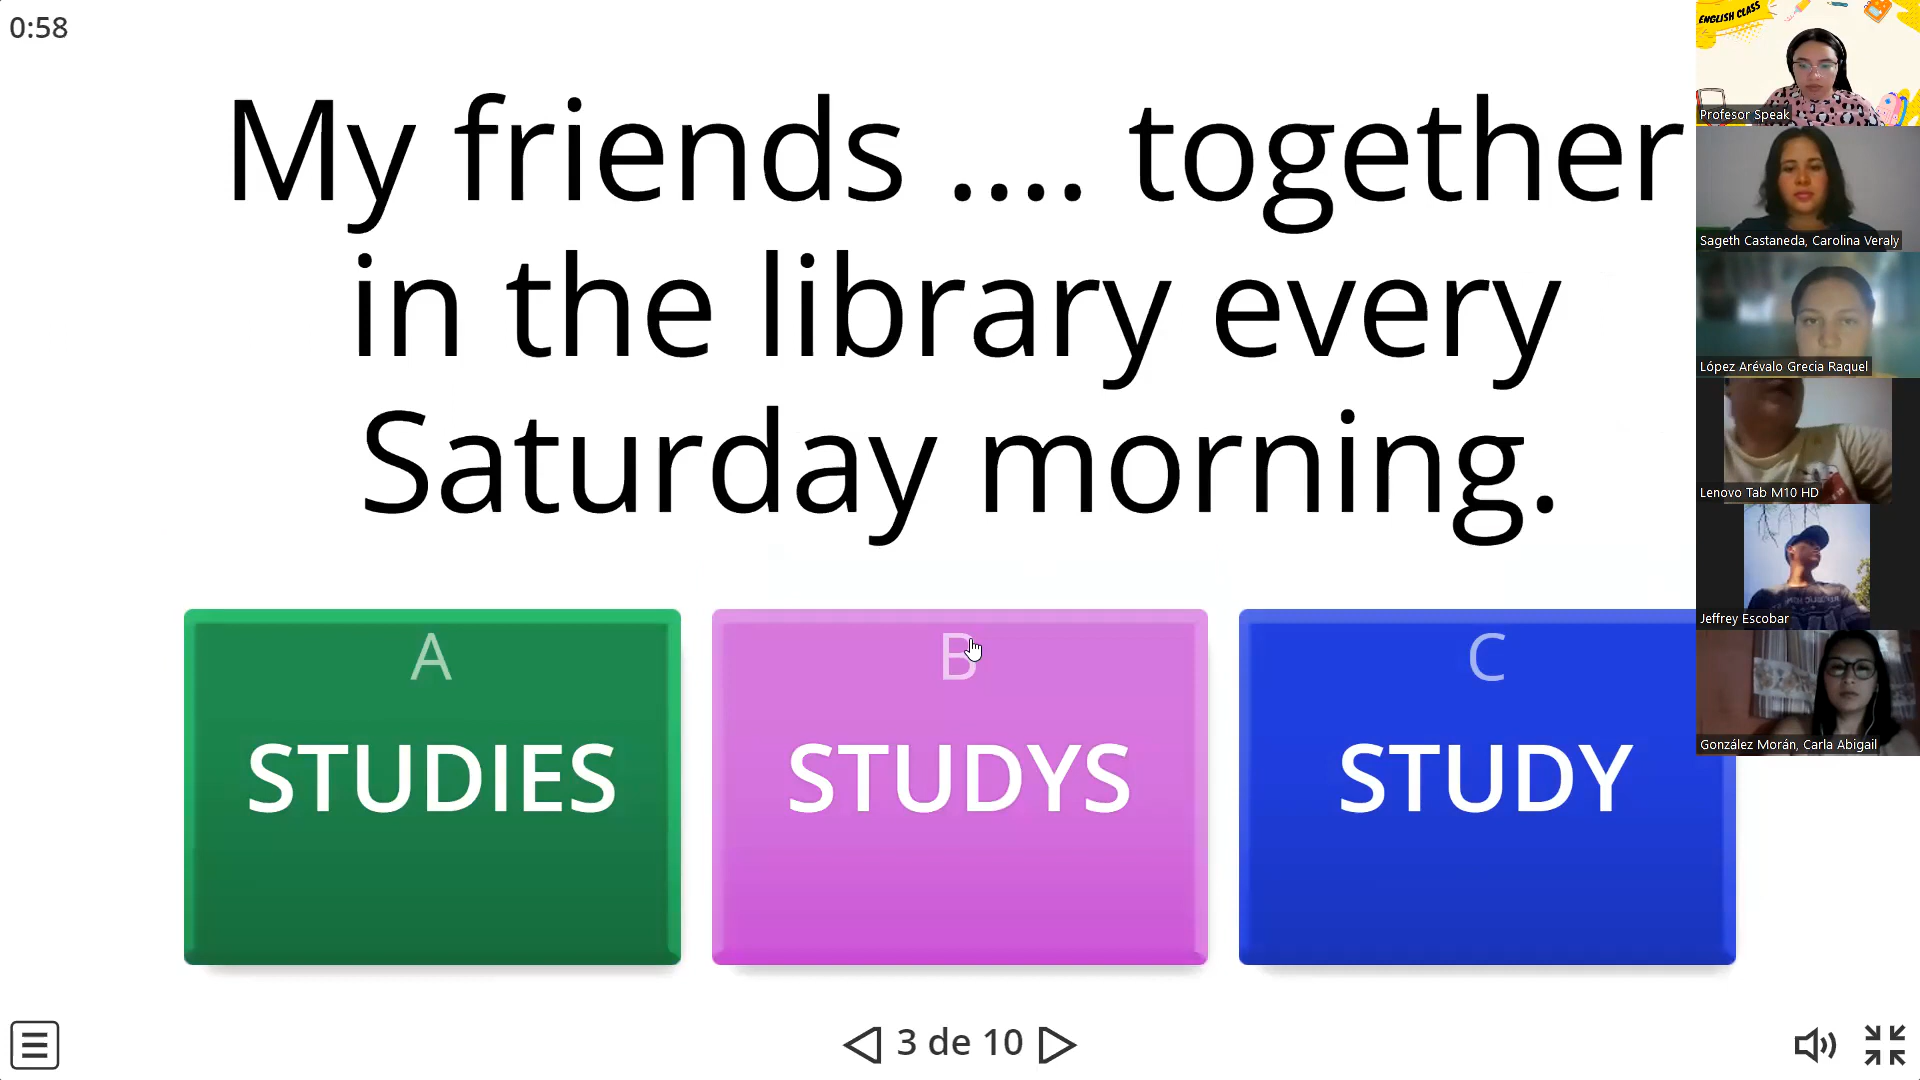 0:58
My friends .... together
in the library every
Saturday morning.
A
STUDIES
B
STUDYS
C
STUDY
3 de 10
ENGLISH CLASS
Profesor Speak
Sageth Castaneda, Carolina Veraly
López Arévalo Grecia Raquel
Lenovo Tab M10 HD
Jeffrey Escobar
González Morán, Carla Abigail